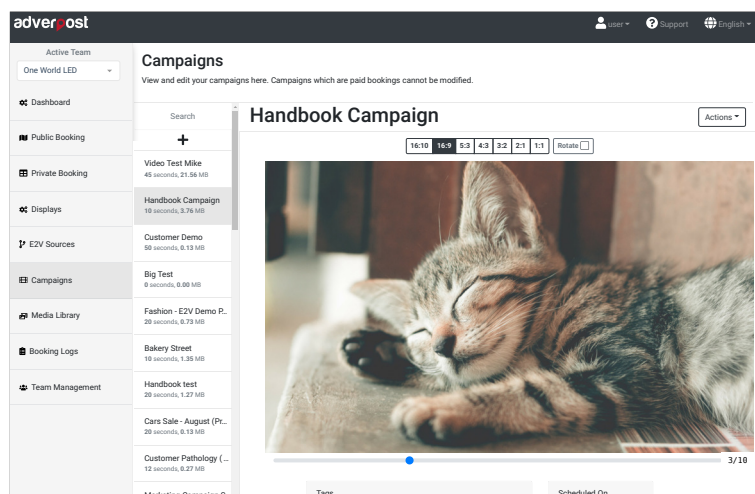 adverpost
user
Support
English
Active Team
One World LED
Dashboard
Public Booking
Private Booking
Displays
E2V Sources
Campaigns
Media Library
Booking Logs
Team Management
Campaigns
View and edit your campaigns here. Campaigns which are paid bookings cannot be modified.
Search
+
Video Test Mike
45 seconds, 21.56 MB
Handbook Campaign
10 seconds, 3.76 MB
Customer Demo
50 seconds, 0.13 MB
Big Test
0 seconds, 0.00 MB
Fashion - E2V Demo P...
20 seconds, 0.73 MB
Bakery Street
10 seconds, 1.35 MB
Handbook test
20 seconds, 1.27 MB
Cars Sale - August (Pr...
20 seconds, 0.13 MB
Customer Pathology ( ...
12 seconds, 0.27 MB
Handbook Campaign
Actions
16:10 16:9 5:3 4:3 3:2 2:1 1:1 Rotate
3/10
Tags
Scheduled On